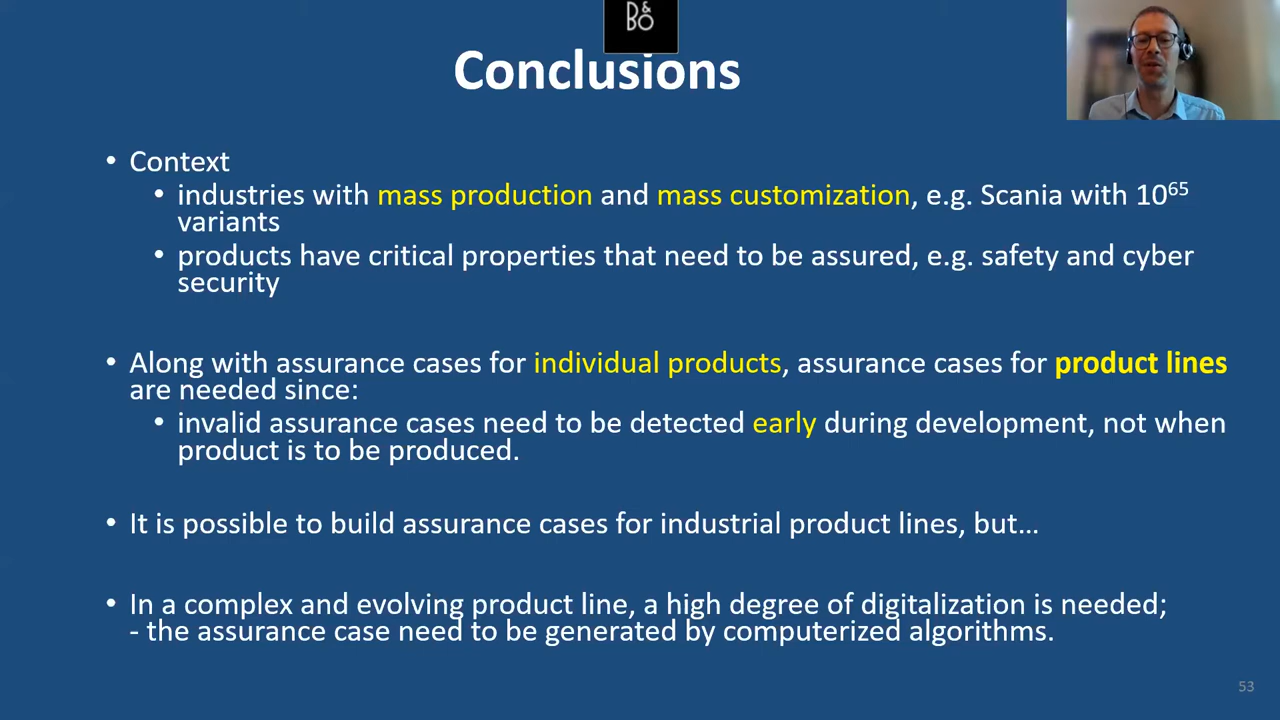 B&O
Conclusions
• Context
• industries with mass production and mass customization, e.g. Scania with 10⁶⁵
variants
• products have critical properties that need to be assured, e.g. safety and cyber
security
• Along with assurance cases for individual products, assurance cases for product lines
are needed since:
• invalid assurance cases need to be detected early during development, not when
product is to be produced.
• It is possible to build assurance cases for industrial product lines, but…
• In a complex and evolving product line, a high degree of digitalization is needed;
- the assurance case need to be generated by computerized algorithms.
53